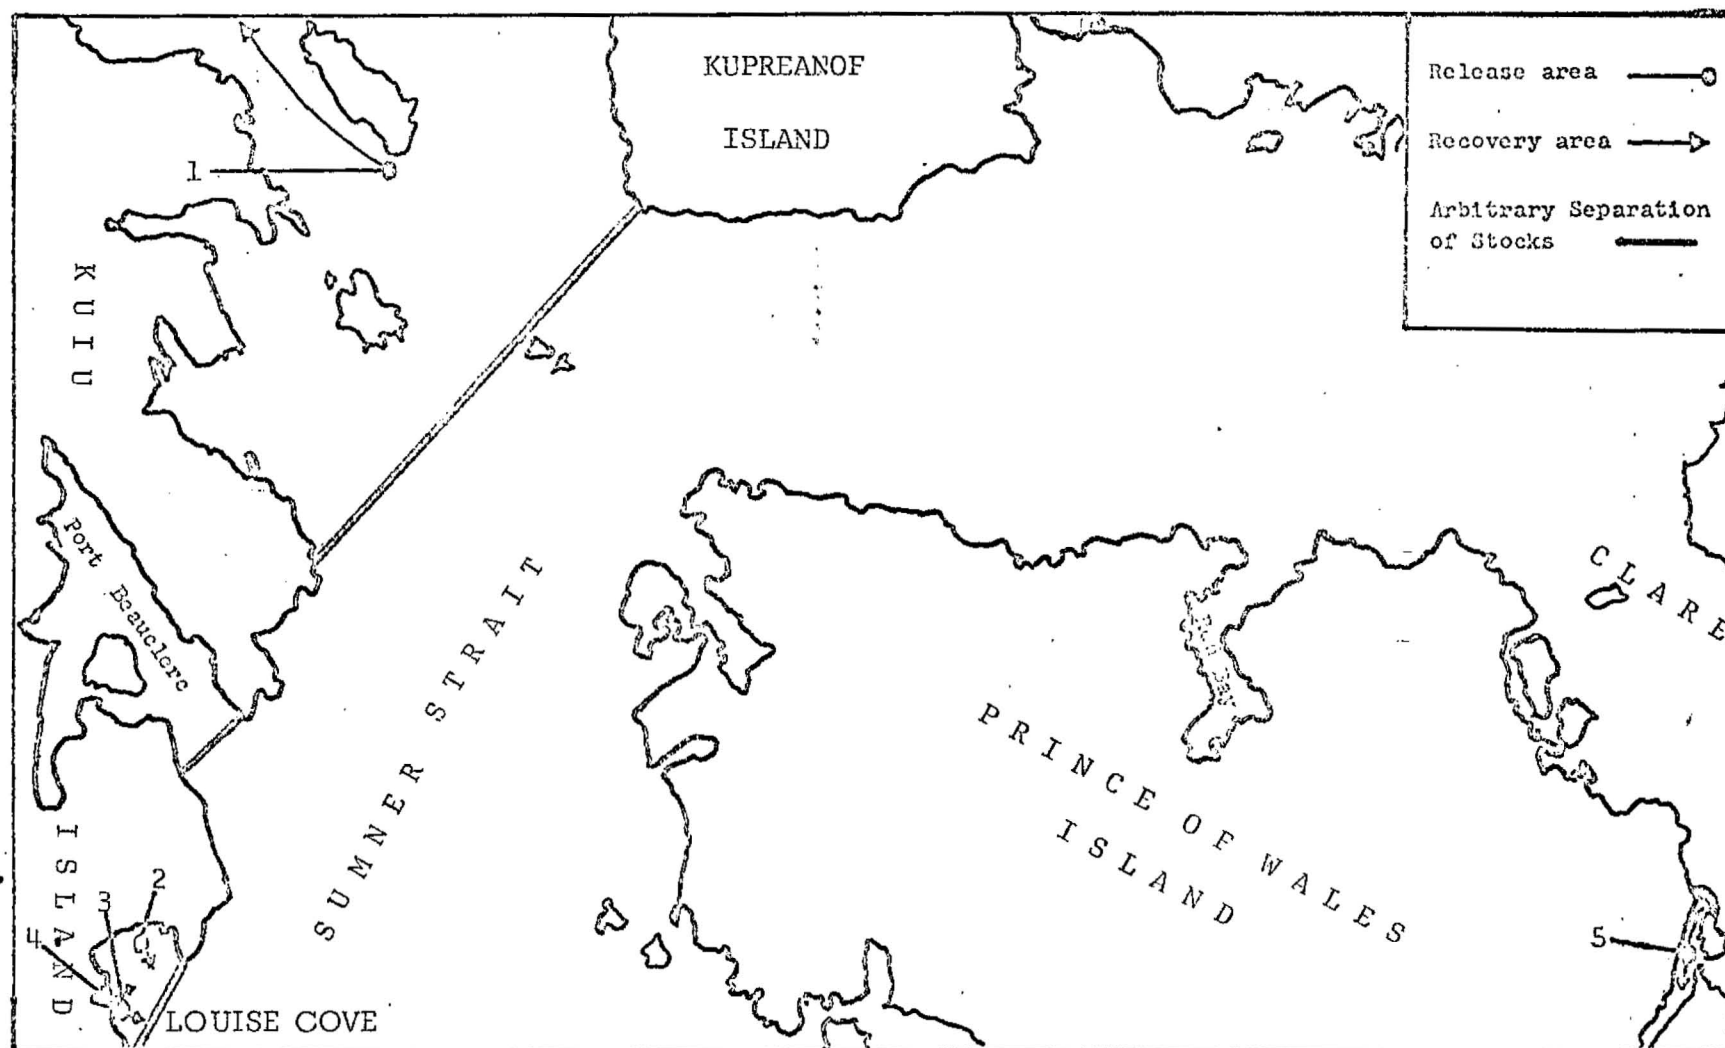 KUPREANOF
ISLAND
Release area
Recovery area
Arbitrary Separation
of Stocks
1
KUIU
Port Beauclerc
SUMNER STRAIT
CLARE
PRINCE OF WALES
ISLAND
ISLAND
2
3
4
5
LOUISE COVE